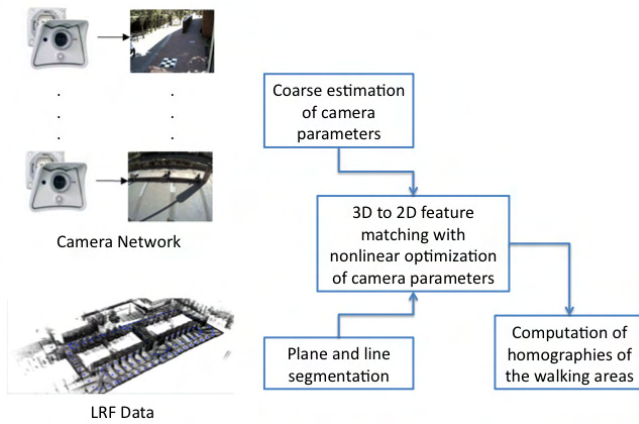 Camera Network
LRF Data
Coarse estimation
of camera
parameters
3D to 2D feature
matching with
nonlinear optimization
of camera parameters
Plane and line
segmentation
Computation of
homographies of
the walking areas